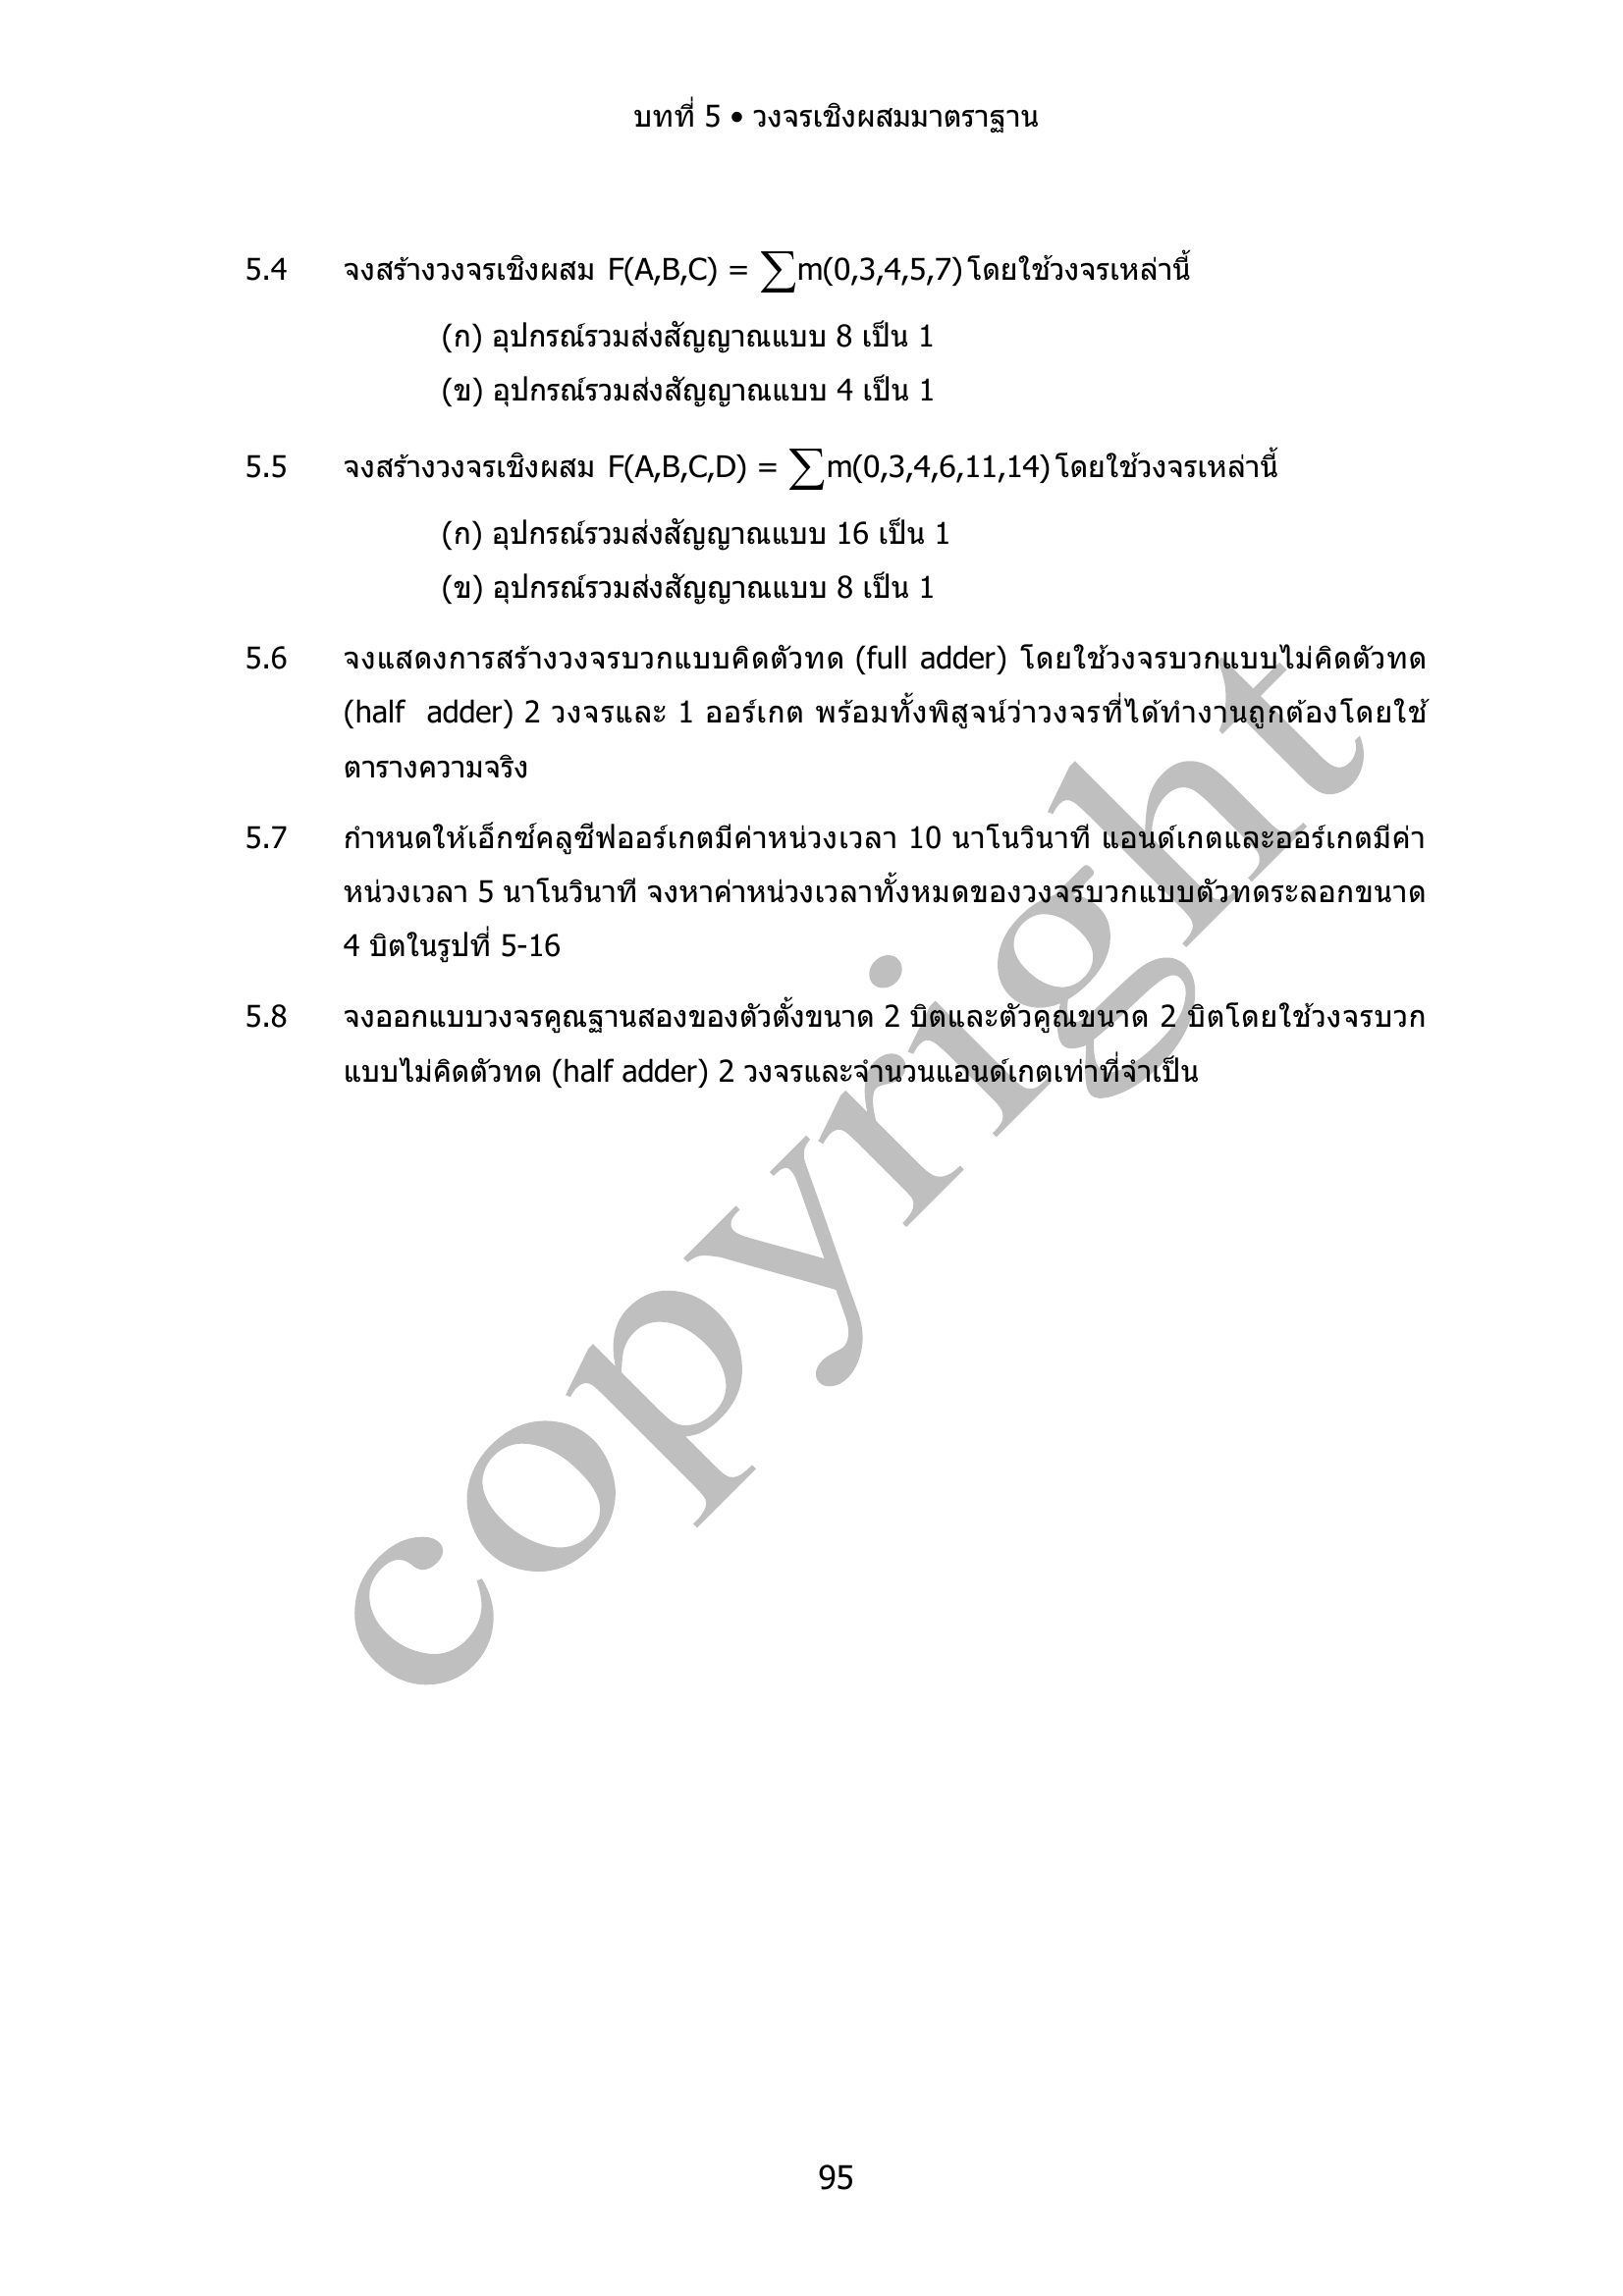 บทที่ 5 • วงจรเชิงผสมมาตราฐาน
5.4 จงสร้างวงจรเชิงผสม F(A,B,C) = ∑m(0,3,4,5,7) โดยใช้วงจรเหล่านี้
(ก) อุปกรณ์รวมส่งสัญญาณแบบ 8 เป็น 1
(ข) อุปกรณ์รวมส่งสัญญาณแบบ 4 เป็น 1
5.5 จงสร้างวงจรเชิงผสม F(A,B,C,D) = ∑m(0,3,4,6,11,14) โดยใช้วงจรเหล่านี้
(ก) อุปกรณ์รวมส่งสัญญาณแบบ 16 เป็น 1
(ข) อุปกรณ์รวมส่งสัญญาณแบบ 8 เป็น 1
5.6 จงแสดงการสร้างวงจรบวกแบบคิดตัวทด (full adder) โดยใช้วงจรบวกแบบไม่คิดตัวทด
(half adder) 2 วงจรและ 1 ออร์เกต พร้อมทั้งพิสูจน์ว่าวงจรที่ได้ทำงานถูกต้องโดยใช้
ตารางความจริง
5.7 กำหนดให้เอ็กซ์คลูซีฟออร์เกตมีค่าหน่วงเวลา 10 นาโนวินาที แอนด์เกตและออร์เกตมีค่า
หน่วงเวลา 5 นาโนวินาที จงหาค่าหน่วงเวลาทั้งหมดของวงจรบวกแบบตัวทดระลอกขนาด
4 บิตในรูปที่ 5-16
5.8 จงออกแบบวงจรคูณฐานสองของตัวตั้งขนาด 2 บิตและตัวคูณขนาด 2 บิตโดยใช้วงจรบวก
แบบไม่คิดตัวทด (half adder) 2 วงจรและจำนวนแอนด์เกตเท่าที่จำเป็น
copyright
95